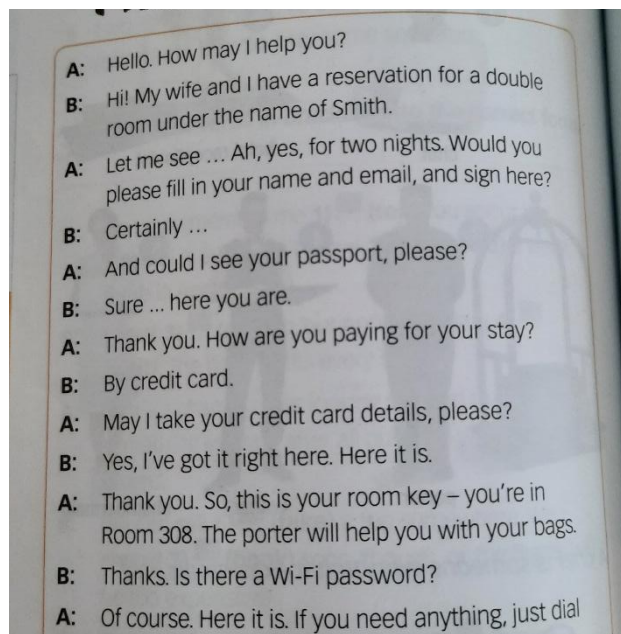 A: Hello. How may I help you?
B: Hi! My wife and I have a reservation for a double
room under the name of Smith.
A: Let me see ... Ah, yes, for two nights. Would you
please fill in your name and email, and sign here?
B: Certainly ...
A: And could I see your passport, please?
B: Sure ... here you are.
A: Thank you. How are you paying for your stay?
B: By credit card.
A: May I take your credit card details, please?
B: Yes, I've got it right here. Here it is.
A: Thank you. So, this is your room key – you're in
Room 308. The porter will help you with your bags.
B: Thanks. Is there a Wi-Fi password?
A: Of course. Here it is. If you need anything, just dial